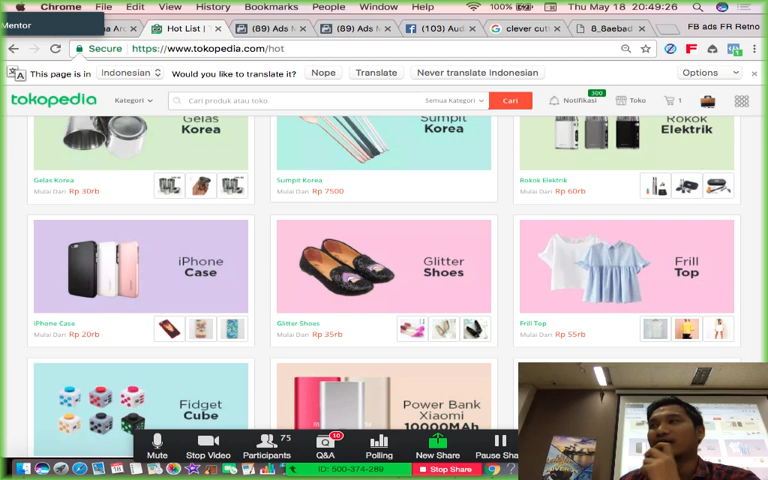 Chrome File Edit View History Bookmarks People Window Help 100% Thu May 18 20:49:26
Mentor
Hot List | T
(89) Ads M
(89) Ads M
(103) Aud
clever cut
8_8aebad
FB ads FR Retno
Secure https://www.tokopedia.com/hot
This page is in Indonesian Would you like to translate it? Nope Translate Never translate Indonesian Options
tokopedia Kategori Cari produk atau toko Semua Kategori Cari Notifikasi 300 Toko 1
Gelas
Korea
Sumpit
Korea
Rokok
Elektrik
Gelas Korea
Mulai Dari Rp 30rb
Sumpit Korea
Mulai Dari Rp 7500
Rokok Elektrik
Mulai Dari Rp 60rb
iPhone
Case
Glitter
Shoes
Frill
Top
iPhone Case
Mulai Dari Rp 20rb
Glitter Shoes
Mulai Dari Rp 35rb
Frill Top
Mulai Dari Rp 55rb
Fidget
Cube
Power Bank
Xiaomi
10000MAh
75
10
Mute Stop Video Participants Q&A Polling New Share Pause Sha
ID: 500-374-289 Stop Share